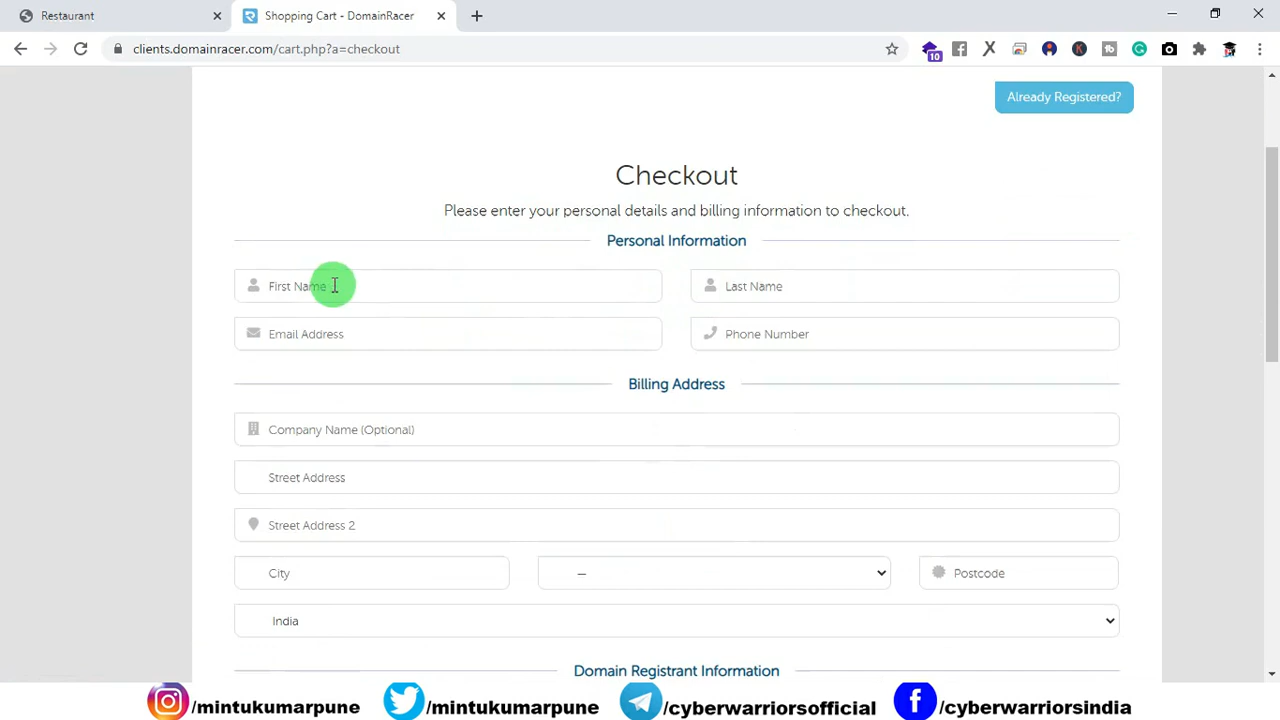 Restaurant
Shopping Cart - DomainRacer
clients.domainracer.com/cart.php?a=checkout
10
Already Registered?
Checkout
Please enter your personal details and billing information to checkout.
Personal Information
First Name
Last Name
Email Address
Phone Number
Billing Address
Company Name (Optional)
Street Address
Street Address 2
City
–
Postcode
India
Domain Registrant Information
/mintukumarpune
/mintukumarpune
/cyberwarriorsofficial
/cyberwarriorsindia